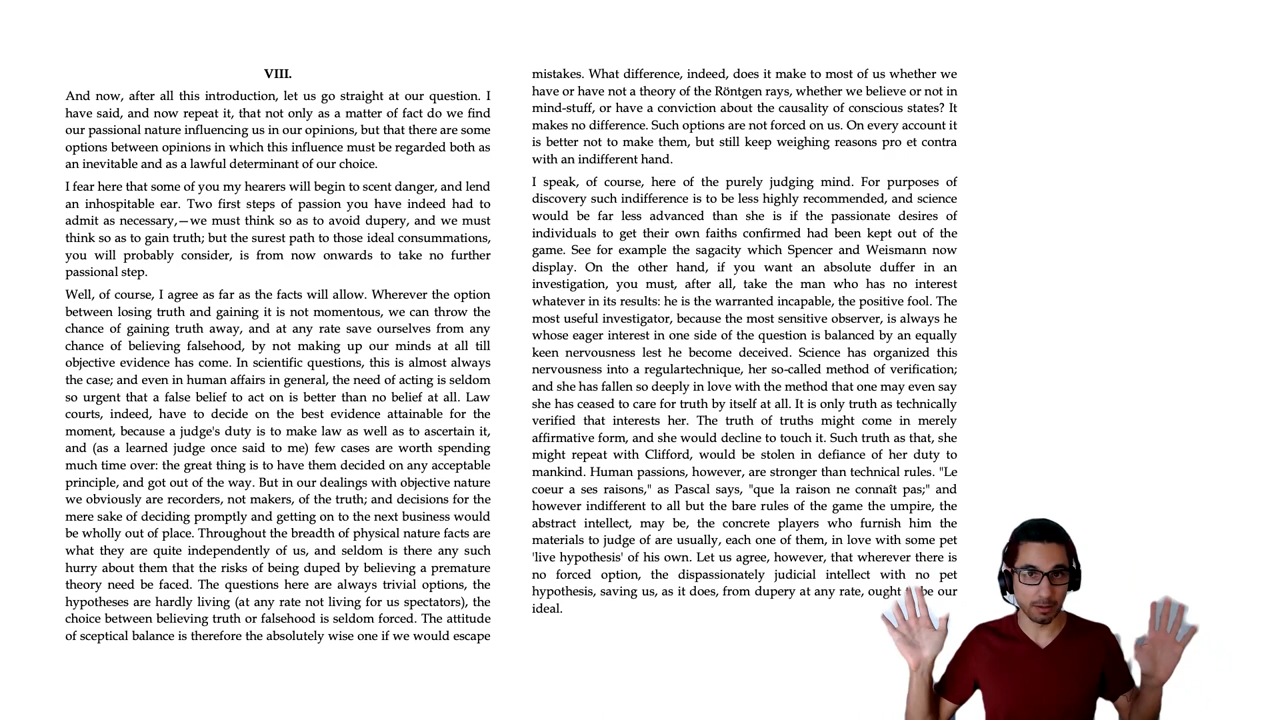 VIII.
And now, after all this introduction, let us go straight at our question. I
have said, and now repeat it, that not only as a matter of fact do we find
our passional nature influencing us in our opinions, but that there are some
options between opinions in which this influence must be regarded both as
an inevitable and as a lawful determinant of our choice.
I fear here that some of you my hearers will begin to scent danger, and lend
an inhospitable ear. Two first steps of passion you have indeed had to
admit as necessary,—we must think so as to avoid dupery, and we must
think so as to gain truth; but the surest path to those ideal consummations,
you will probably consider, is from now onwards to take no further
passional step.
Well, of course, I agree as far as the facts will allow. Wherever the option
between losing truth and gaining it is not momentous, we can throw the
chance of gaining truth away, and at any rate save ourselves from any
chance of believing falsehood, by not making up our minds at all till
objective evidence has come. In scientific questions, this is almost always
the case; and even in human affairs in general, the need of acting is seldom
so urgent that a false belief to act on is better than no belief at all. Law
courts, indeed, have to decide on the best evidence attainable for the
moment, because a judge's duty is to make law as well as to ascertain it,
and (as a learned judge once said to me) few cases are worth spending
much time over: the great thing is to have them decided on any acceptable
principle, and got out of the way. But in our dealings with objective nature
we obviously are recorders, not makers, of the truth; and decisions for the
mere sake of deciding promptly and getting on to the next business would
be wholly out of place. Throughout the breadth of physical nature facts are
what they are quite independently of us, and seldom is there any such
hurry about them that the risks of being duped by believing a premature
theory need be faced. The questions here are always trivial options, the
hypotheses are hardly living (at any rate not living for us spectators), the
choice between believing truth or falsehood is seldom forced. The attitude
of sceptical balance is therefore the absolutely wise one if we would escape
mistakes. What difference, indeed, does it make to most of us whether we
have or have not a theory of the Röntgen rays, whether we believe or not in
mind-stuff, or have a conviction about the causality of conscious states? It
makes no difference. Such options are not forced on us. On every account it
is better not to make them, but still keep weighing reasons pro et contra
with an indifferent hand.
I speak, of course, here of the purely judging mind. For purposes of
discovery such indifference is to be less highly recommended, and science
would be far less advanced than she is if the passionate desires of
individuals to get their own faiths confirmed had been kept out of the
game. See for example the sagacity which Spencer and Weismann now
display. On the other hand, if you want an absolute duffer in an
investigation, you must, after all, take the man who has no interest
whatever in its results: he is the warranted incapable, the positive fool. The
most useful investigator, because the most sensitive observer, is always he
whose eager interest in one side of the question is balanced by an equally
keen nervousness lest he become deceived. Science has organized this
nervousness into a regulartechnique, her so-called method of verification;
and she has fallen so deeply in love with the method that one may even say
she has ceased to care for truth by itself at all. It is only truth as technically
verified that interests her. The truth of truths might come in merely
affirmative form, and she would decline to touch it. Such truth as that, she
might repeat with Clifford, would be stolen in defiance of her duty to
mankind. Human passions, however, are stronger than technical rules. "Le
coeur a ses raisons," as Pascal says, "que la raison ne connaît pas;" and
however indifferent to all but the bare rules of the game the umpire, the
abstract intellect, may be, the concrete players who furnish him the
materials to judge of are usually, each one of them, in love with some pet
'live hypothesis' of his own. Let us agree, however, that wherever there is
no forced option, the dispassionately judicial intellect with no pet
hypothesis, saving us, as it does, from dupery at any rate, ought be our
ideal.